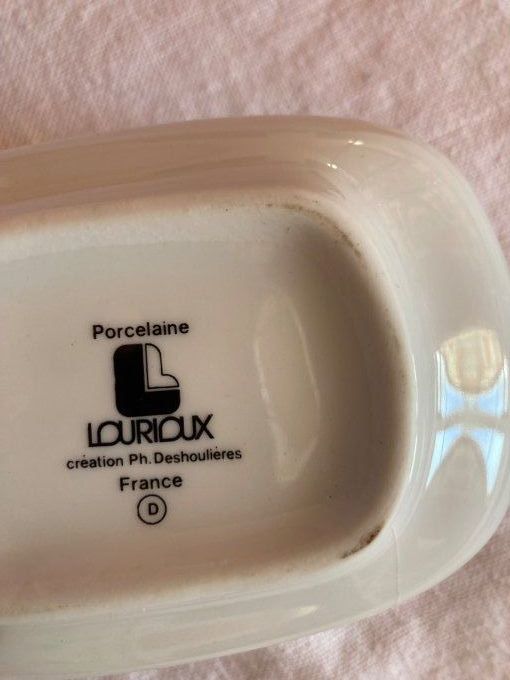 Porcelaine
L
LOURIOUX
création Ph. Deshoulières
France
D